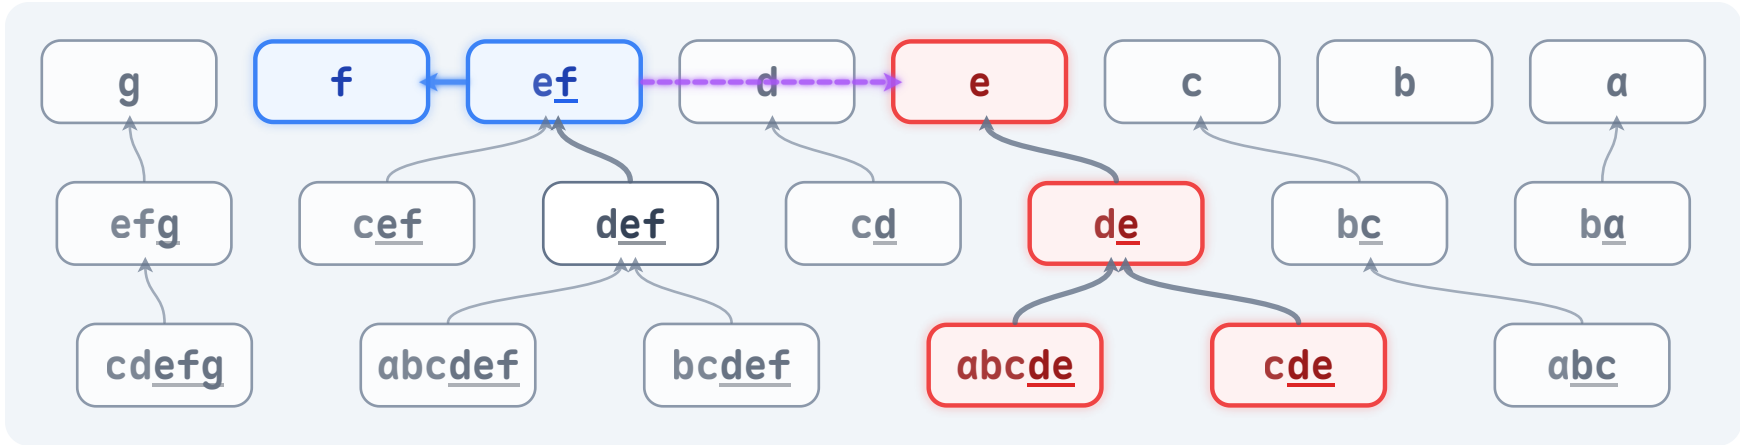 g f ef d e c b a
efg cef def cd de bc ba
cdefg abcdef bcdef abcde cde abc